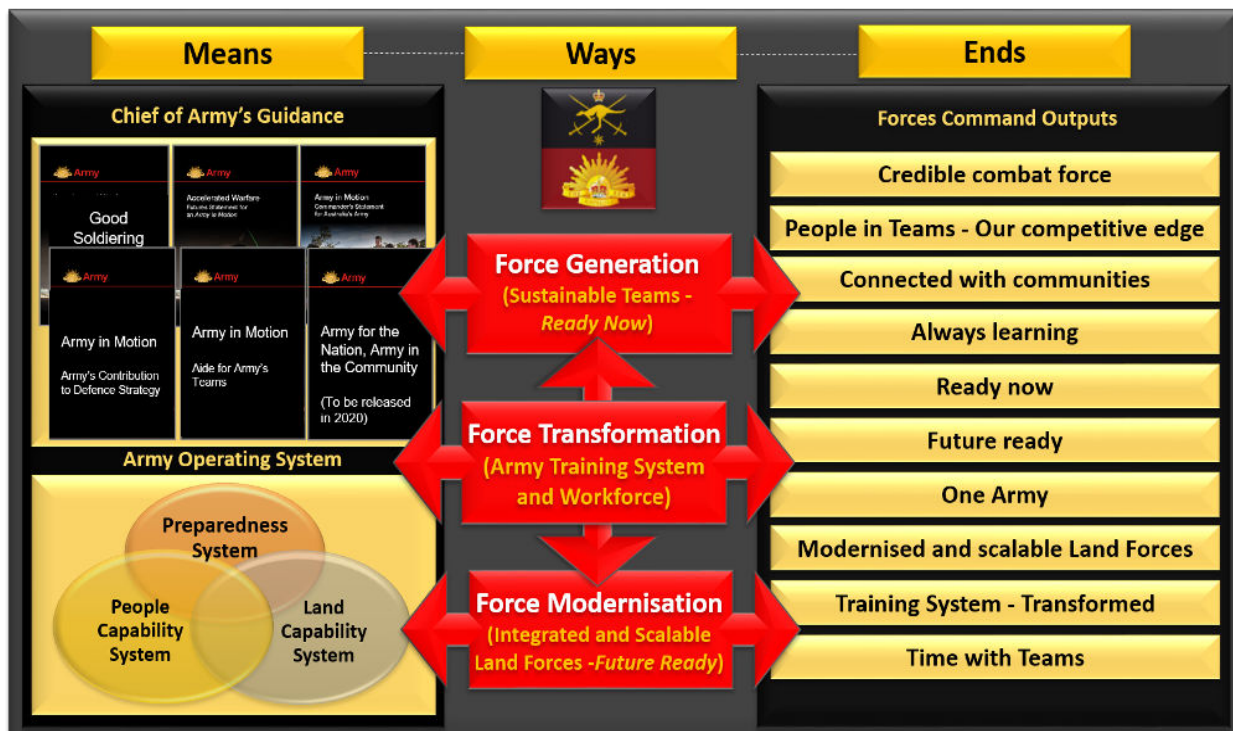 Means
Ways
Ends
Chief of Army's Guidance
Army
Good
Soldiering
Army
Accelerated Warfare
Futures Statement for
an Army in Motion
Army
Army in Motion
Commander's Statement
for Australia's Army
Army
Army in Motion
Army's Contribution
to Defence Strategy
Army
Army in Motion
Aide for Army's
Teams
Army
Army for the
Nation, Army in
the Community
(To be released
in 2020)
Army Operating System
Preparedness
System
People
Capability
System
Land
Capability
System
Force Generation
(Sustainable Teams -
Ready Now)
Force Transformation
(Army Training System
and Workforce)
Force Modernisation
(Integrated and Scalable
Land Forces -Future Ready)
Forces Command Outputs
Credible combat force
People in Teams - Our competitive edge
Connected with communities
Always learning
Ready now
Future ready
One Army
Modernised and scalable Land Forces
Training System - Transformed
Time with Teams